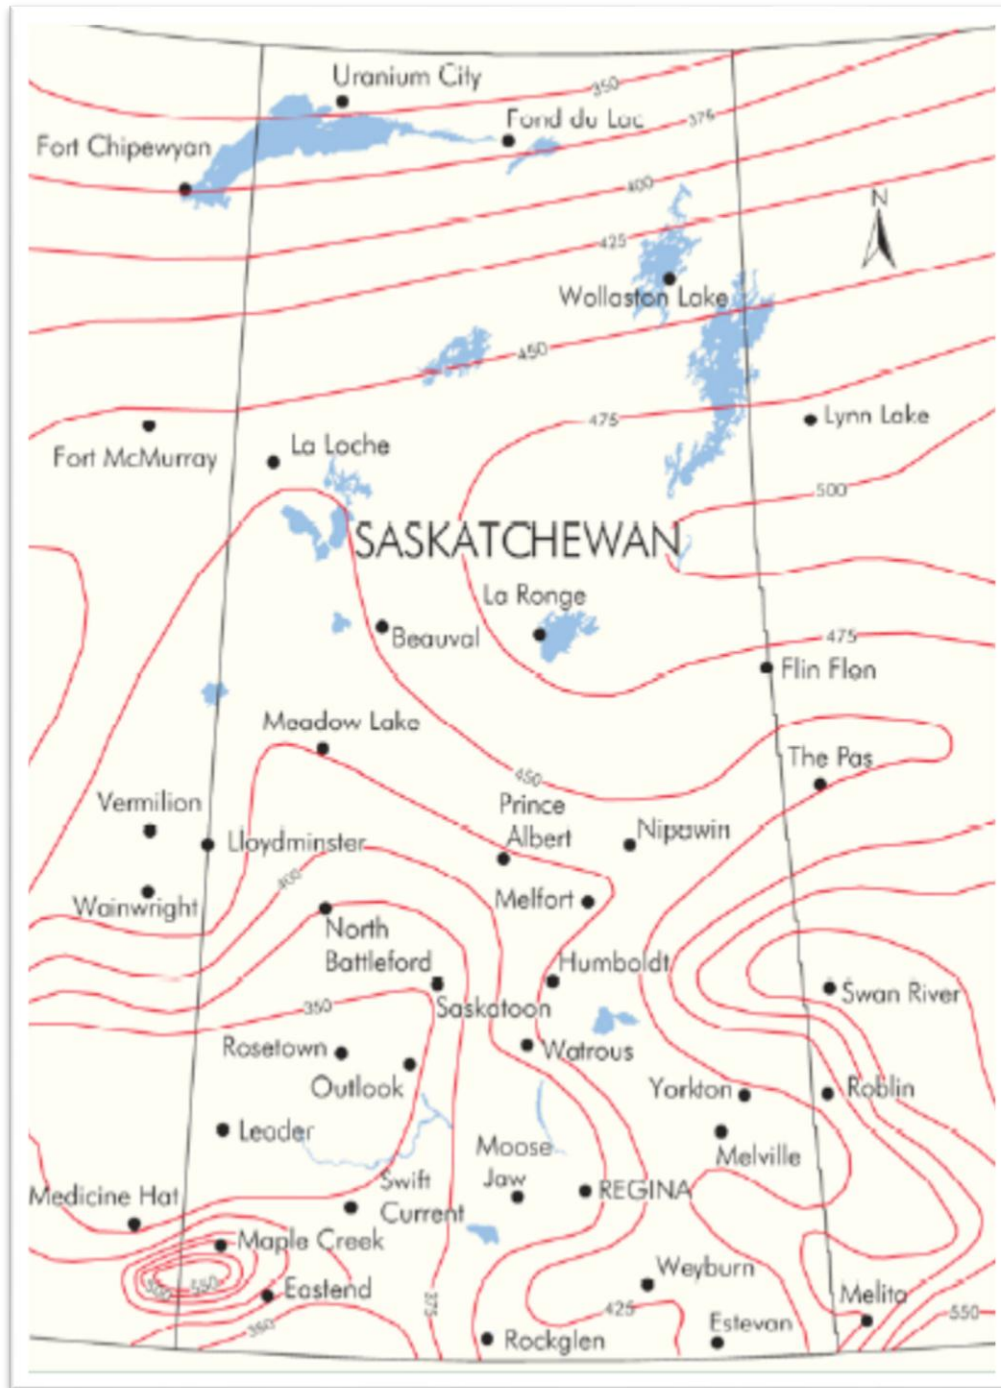 Uranium City
350
Fond du Lac
376
Fort Chipewyan
400
N
425
Wollaston Lake
450
475
Lynn Lake
La Loche
Fort McMurray
500
SASKATCHEWAN
La Ronge
Beauval
475
Flin Flon
Meadow Lake
The Pas
450
Vermilion
Prince
Albert
Nipawin
Lloydminster
400
Melfort
Wainwright
North
Battleford
Humboldt
Swan River
350
Saskatoon
Rosetown
Watrous
Outlook
Yorkton
Roblin
Leader
Moose
Jaw
Melville
Swift
Current
Medicine Hat
REGINA
Maple Creek
Weyburn
550
Eastend
Melita
375
425
550
350
Rockglen
Estevan